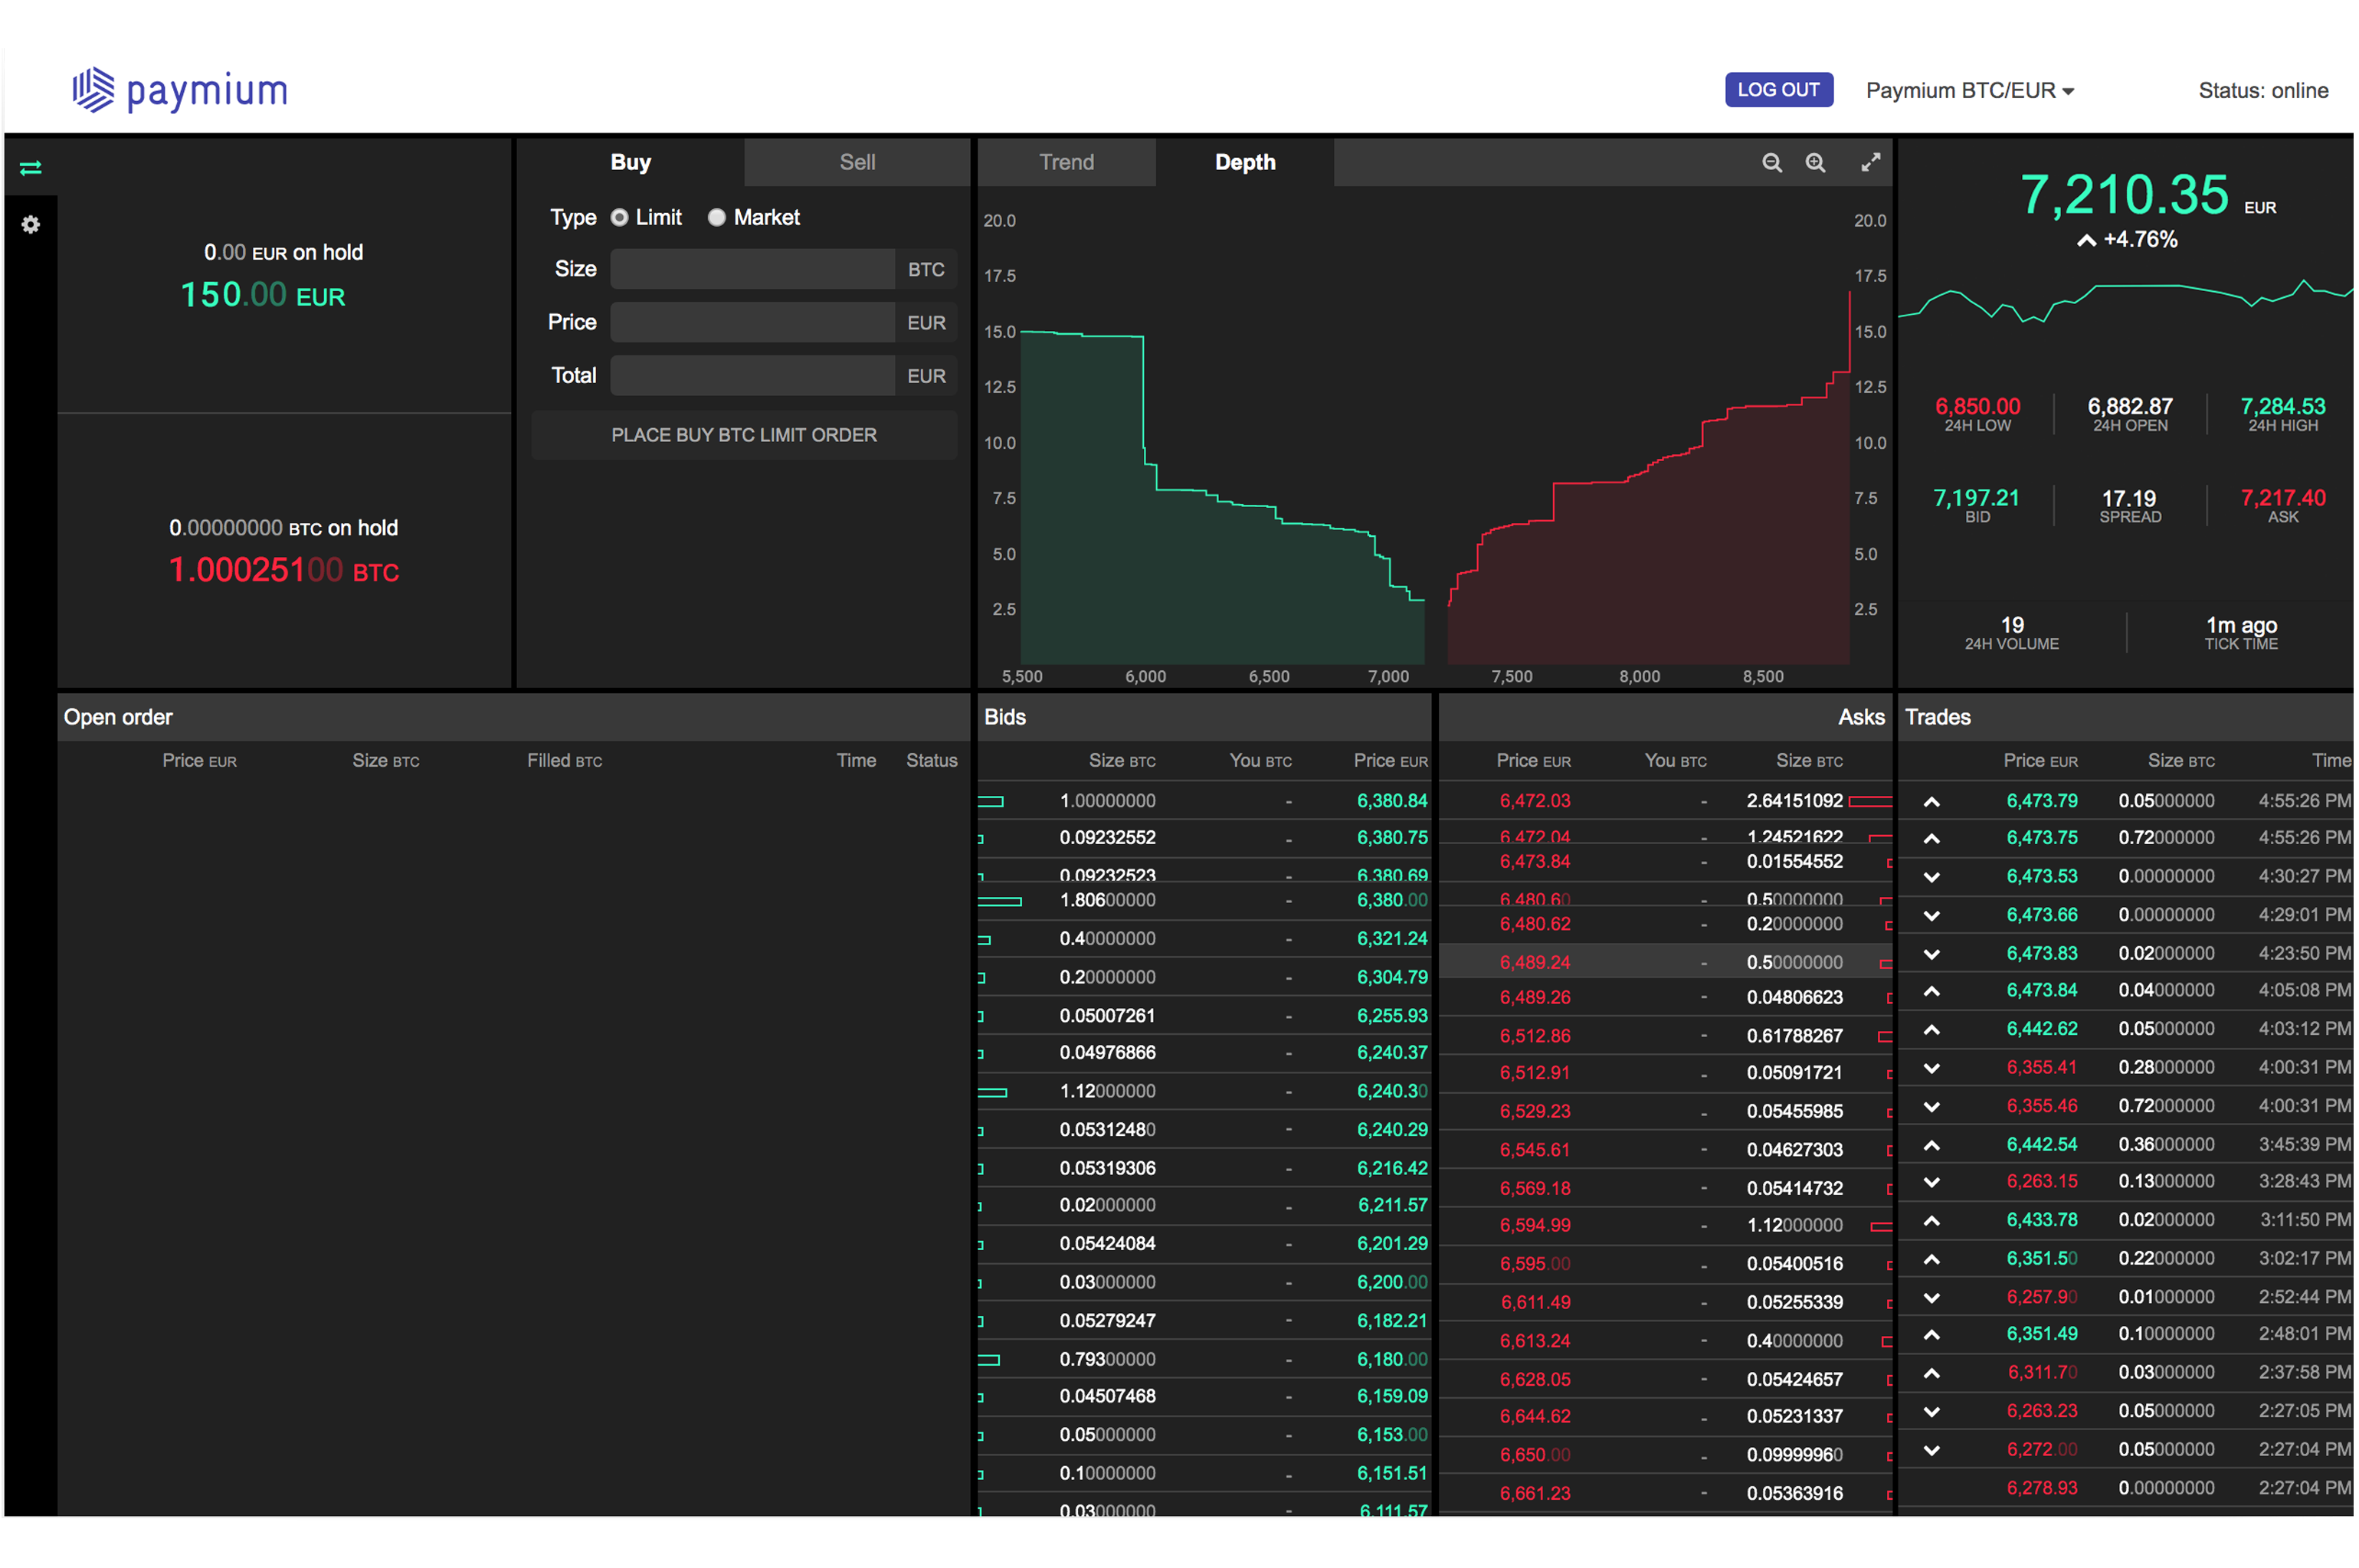 paymium
LOG OUT Paymium BTC/EUR Status: online
0.00 EUR on hold
150.00 EUR
0.00000000 BTC on hold
1.00025100 BTC
Buy Sell
Type Limit Market
Size BTC
Price EUR
Total EUR
PLACE BUY BTC LIMIT ORDER
Trend Depth
20.0 20.0
17.5 17.5
15.0 15.0
12.5 12.5
10.0 10.0
7.5 7.5
5.0 5.0
2.5 2.5
5,500 6,000 6,500 7,000 7,500 8,000 8,500
7,210.35 EUR
+4.76%
6,850.00 6,882.87 7,284.53
24H LOW 24H OPEN 24H HIGH
7,197.21 17.19 7,217.40
BID SPREAD ASK
19 1m ago
24H VOLUME TICK TIME
Open order
Price EUR Size BTC Filled BTC Time Status
Bids
Size BTC You BTC Price EUR
1.00000000 - 6,380.84
0.09232552 - 6,380.75
0.09232523 - 6,380.69
1.80600000 - 6,380.00
0.40000000 - 6,321.24
0.20000000 - 6,304.79
0.05007261 - 6,255.93
0.04976866 - 6,240.37
1.12000000 - 6,240.30
0.05312480 - 6,240.29
0.05319306 - 6,216.42
0.02000000 - 6,211.57
0.05424084 - 6,201.29
0.03000000 - 6,200.00
0.05279247 - 6,182.21
0.79300000 - 6,180.00
0.04507468 - 6,159.09
0.05000000 - 6,153.00
0.10000000 - 6,151.51
0.03000000 - 6,111.57
Asks
Price EUR You BTC Size BTC
6,472.03 - 2.64151092
6,472.04 - 1.24521622
6,473.84 - 0.01554552
6,480.60 - 0.50000000
6,480.62 - 0.20000000
6,489.24 - 0.50000000
6,489.26 - 0.04806623
6,512.86 - 0.61788267
6,512.91 - 0.05091721
6,529.23 - 0.05455985
6,545.61 - 0.04627303
6,569.18 - 0.05414732
6,594.99 - 1.12000000
6,595.00 - 0.05400516
6,611.49 - 0.05255339
6,613.24 - 0.40000000
6,628.05 - 0.05424657
6,644.62 - 0.05231337
6,650.00 - 0.09999960
6,661.23 - 0.05363916
Trades
Price EUR Size BTC Time
6,473.79 0.05000000 4:55:26 PM
6,473.75 0.72000000 4:55:26 PM
6,473.53 0.00000000 4:30:27 PM
6,473.66 0.00000000 4:29:01 PM
6,473.83 0.02000000 4:23:50 PM
6,473.84 0.04000000 4:05:08 PM
6,442.62 0.05000000 4:03:12 PM
6,355.41 0.28000000 4:00:31 PM
6,355.46 0.72000000 4:00:31 PM
6,442.54 0.36000000 3:45:39 PM
6,263.15 0.13000000 3:28:43 PM
6,433.78 0.02000000 3:11:50 PM
6,351.50 0.22000000 3:02:17 PM
6,257.90 0.01000000 2:52:44 PM
6,351.49 0.10000000 2:48:01 PM
6,311.70 0.03000000 2:37:58 PM
6,263.23 0.05000000 2:27:05 PM
6,272.00 0.05000000 2:27:04 PM
6,278.93 0.00000000 2:27:04 PM